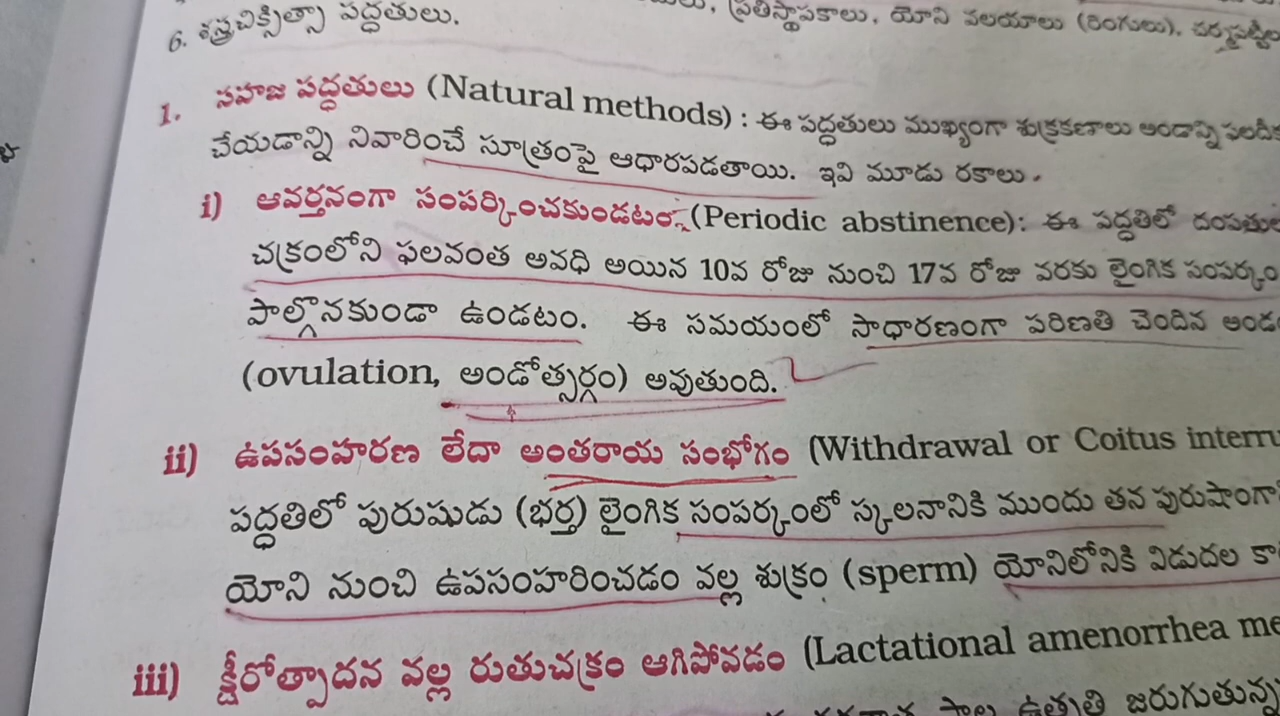 ప్రతిస్థాపకాలు, యోని వలయాలు (రింగులు),
6. శస్త్రచికిత్సా పద్ధతులు.
1. సహజ పద్ధతులు (Natural methods) : ఈ పద్ధతులు ముఖ్యంగా శుక్రకణాలు అండాన్ని
చేయడాన్ని నివారించే సూత్రంపై ఆధారపడతాయి. ఇవి మూడు రకాలు.
i) ఆవర్తనంగా సంపర్కించకుండటం (Periodic abstinence): ఈ పద్ధతిలో
చక్రంలోని ఫలవంత అవధి అయిన 10వ రోజు నుంచి 17వ రోజు వరకు లైంగిక సంపర్కం
పాల్గొనకుండా ఉండటం. ఈ సమయంలో సాధారణంగా పరిణతి చెందిన
(ovulation, అండోత్సర్గం) అవుతుంది.
ii) ఉపసంహరణ లేదా అంతరాయ సంభోగం (Withdrawal or Coitus
పద్ధతిలో పురుషుడు (భర్త) లైంగిక సంపర్కంలో స్కలనానికి ముందు తన
యోని నుంచి ఉపసంహరించడం వల్ల శుక్రం (sperm) యోనిలోనికి విడుదల
iii) క్షీరోత్పాదన వల్ల రుతుచక్రం ఆగిపోవడం (Lactational amenorrhea
పాల ఉత్పత్తి